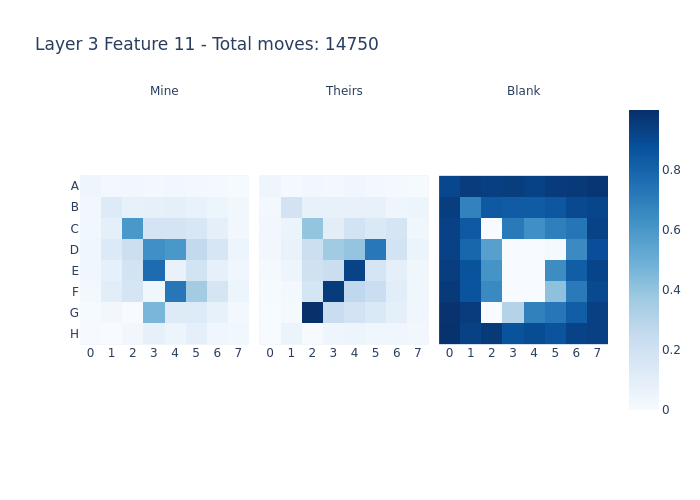 Layer 3 Feature 11 - Total moves: 14750
Mine Theirs Blank
A
B
C
D
E
F
G
H
0 1 2 3 4 5 6 7 0 1 2 3 4 5 6 7 0 1 2 3 4 5 6 7
0.8
0.6
0.4
0.2
0